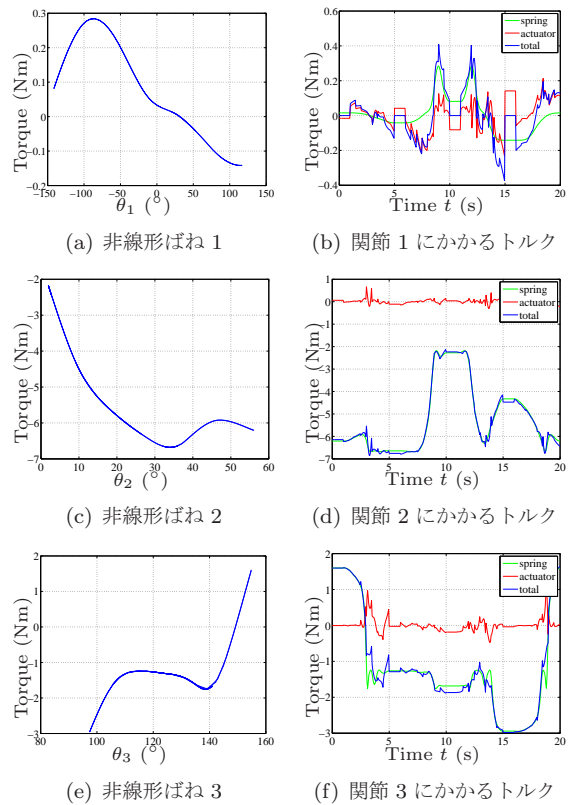 0.3
0.2
0.1
0
−0.1
−0.2
−150 −100 −50 0 50 100 150
Torque (Nm)
θ1 (°)
(a) 非線形ばね 1
0.6
0.4
0.2
0
−0.2
−0.4
0 5 10 15 20
Torque (Nm)
Time t (s)
spring
actuator
total
(b) 関節 1 にかかるトルク
−2
−3
−4
−5
−6
−7
0 10 20 30 40 50 60
Torque (Nm)
θ2 (°)
(c) 非線形ばね 2
1
0
−1
−2
−3
−4
−5
−6
−7
0 5 10 15 20
Torque (Nm)
Time t (s)
spring
actuator
total
(d) 関節 2 にかかるトルク
2
1
0
−1
−2
−3
80 100 120 140 160
Torque (Nm)
θ3 (°)
(e) 非線形ばね 3
2
1
0
−1
−2
−3
0 5 10 15 20
Torque (Nm)
Time t (s)
spring
actuator
total
(f) 関節 3 にかかるトルク